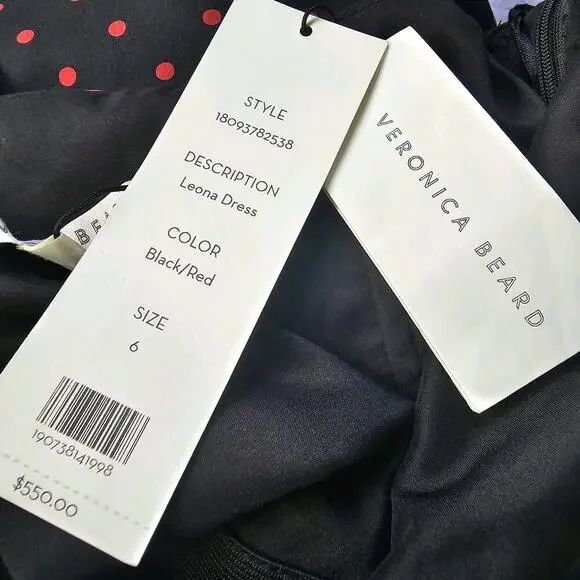 STYLE
18093782538
DESCRIPTION
Leona Dress
COLOR
Black/Red
SIZE
6
190738141998
$550.00
VERONICA BEARD